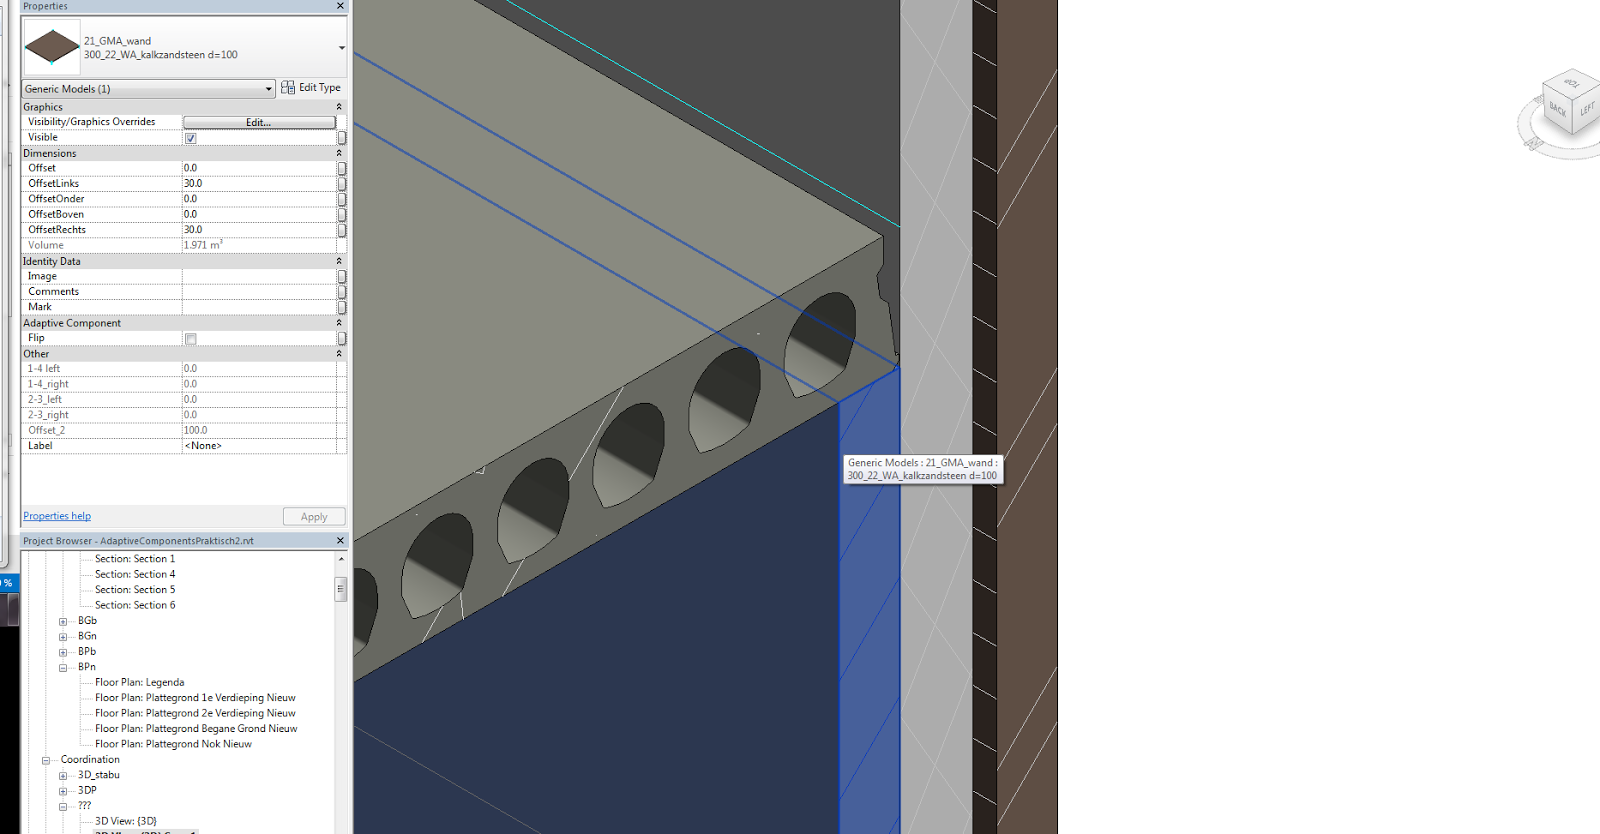 Properties
21_GMA_wand
300_22_WA_kalkzandsteen d=100
Generic Models (1)
Edit Type
Graphics
Visibility/Graphics Overrides
Edit...
Visible
Dimensions
Offset 0.0
OffsetLinks 30.0
OffsetOnder 0.0
OffsetBoven 0.0
OffsetRechts 30.0
Volume 1.971 m³
Identity Data
Image
Comments
Mark
Adaptive Component
Flip
Other
1-4 left 0.0
1-4_right 0.0
2-3_left 0.0
2-3_right 0.0
Offset_2 100.0
Label <None>
Properties help
Apply
Project Browser - AdaptiveComponentsPraktisch2.rvt
Section: Section 1
Section: Section 4
Section: Section 5
Section: Section 6
BGb
BGn
BPb
BPn
Floor Plan: Legenda
Floor Plan: Plattegrond 1e Verdieping Nieuw
Floor Plan: Plattegrond 2e Verdieping Nieuw
Floor Plan: Plattegrond Begane Grond Nieuw
Floor Plan: Plattegrond Nok Nieuw
Coordination
3D_stabu
3DP
???
3D View: {3D}
Generic Models : 21_GMA_wand :
300_22_WA_kalkzandsteen d=100
TOP
BACK
LEFT